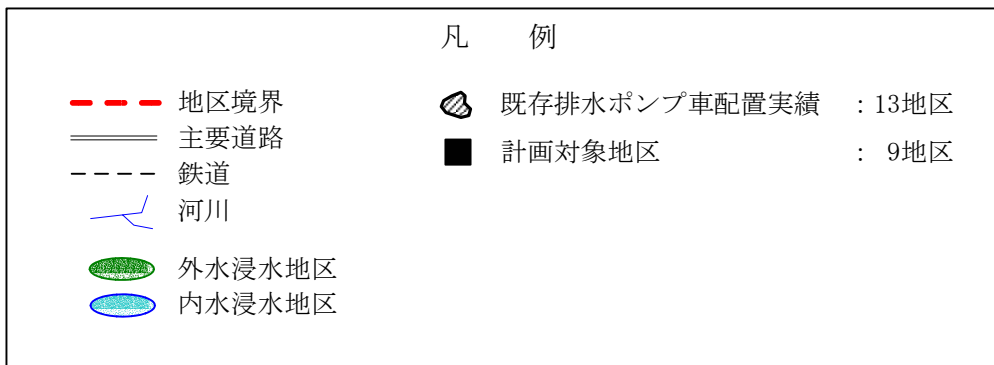 凡 例
地区境界
主要道路
鉄道
河川
外水浸水地区
内水浸水地区
既存排水ポンプ車配置実績 : 13地区
計画対象地区 : 9地区